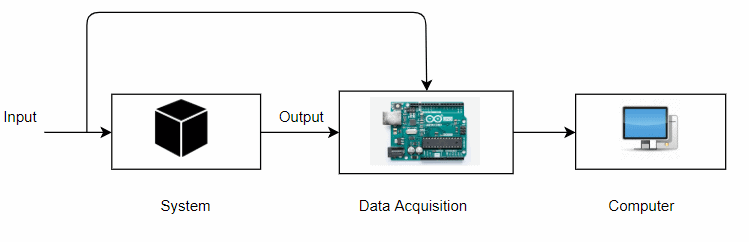 Input
Output
System
Data Acquisition
Computer